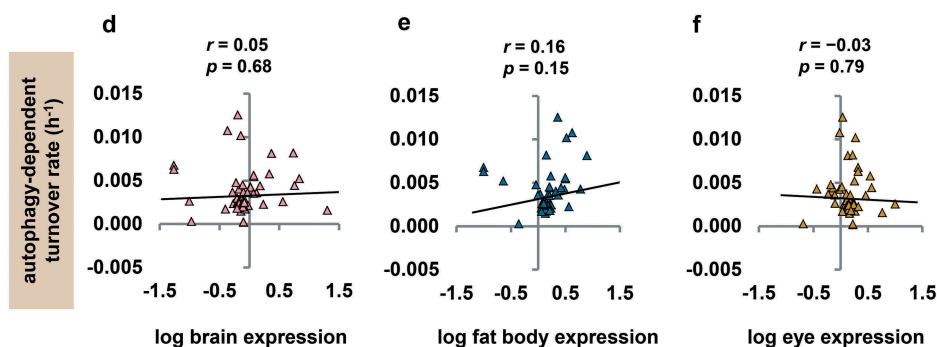 d
r = 0.05
p = 0.68
e
r = 0.16
p = 0.15
f
r = −0.03
p = 0.79
autophagy-dependent
turnover rate (h⁻¹)
0.015
0.010
0.005
0.000
-0.005
-1.5 -0.5 0.5 1.5
log brain expression
0.015
0.010
0.005
0.000
-0.005
-1.5 -0.5 0.5 1.5
log fat body expression
0.015
0.010
0.005
0.000
-0.005
-1.5 -0.5 0.5 1.5
log eye expression